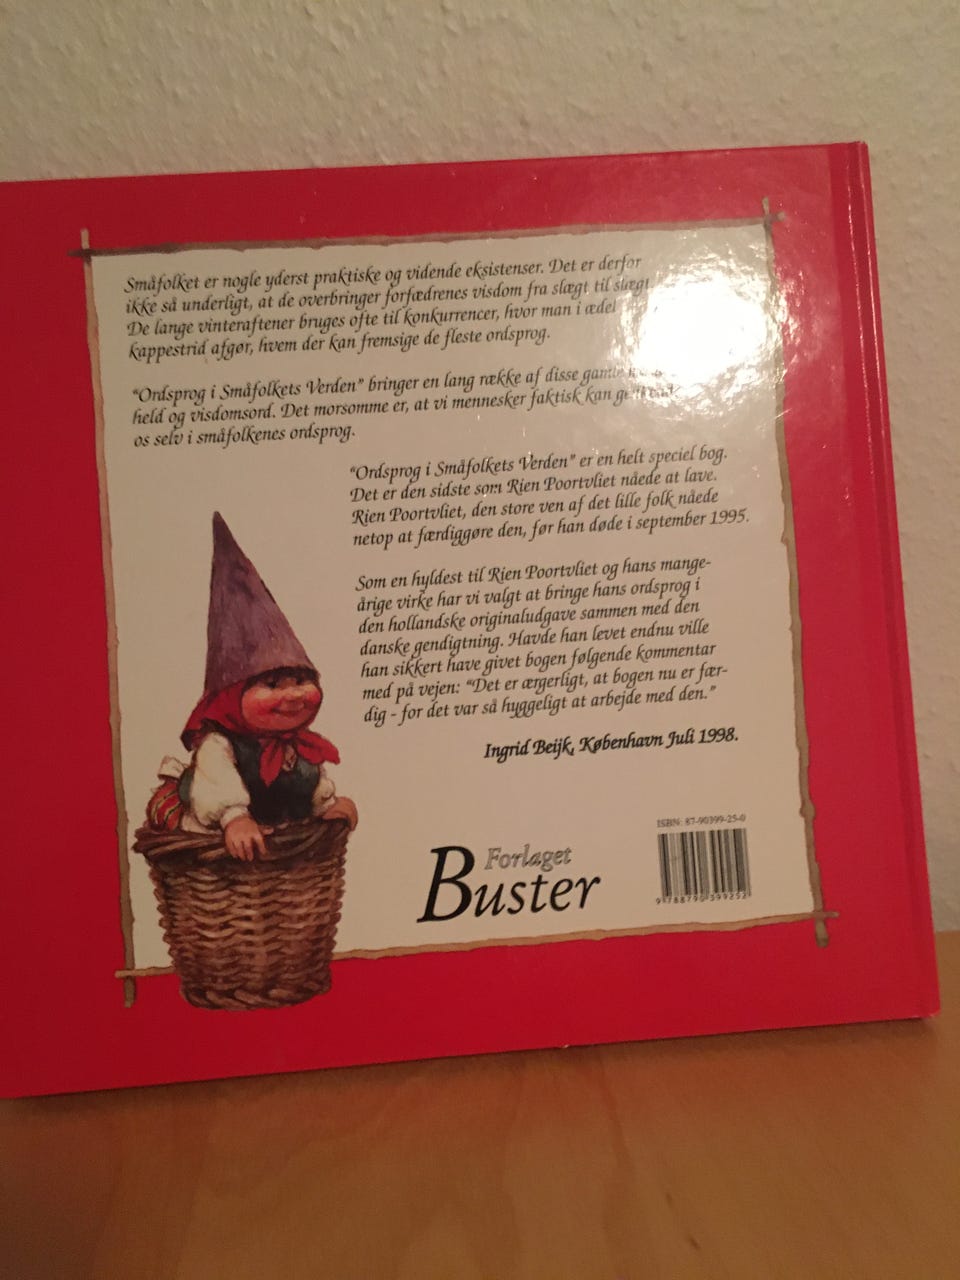 Småfolket er nogle yderst praktiske og vidende eksistenser. Det er derfor
ikke så underligt, at de overbringer forfædrenes visdom fra slægt til slægt.
De lange vinteraftener bruges ofte til konkurrencer, hvor man i ædel
kappestrid afgør, hvem der kan fremsige de fleste ordsprog.
"Ordsprog i Småfolkets Verden" bringer en lang række af disse gamle
held og visdomsord. Det morsomme er, at vi mennesker faktisk kan
os selv i småfolkenes ordsprog.
"Ordsprog i Småfolkets Verden" er en helt speciel bog.
Det er den sidste som Rien Poortvliet nåede at lave.
Rien Poortvliet, den store ven af det lille folk nåede
netop at færdiggøre den, før han døde i september 1995.
Som en hyldest til Rien Poortvliet og hans mange-
årige virke har vi valgt at bringe hans ordsprog i
den hollandske originaludgave sammen med den
danske gendigtning. Havde han levet endnu ville
han sikkert have givet bogen følgende kommentar
med på vejen: "Det er ærgerligt, at bogen nu er fær-
dig - for det var så hyggeligt at arbejde med den."
Ingrid Beijk, København Juli 1998.
ISBN: 87-90399-25-0
Forlaget
Buster
9 788790 399252